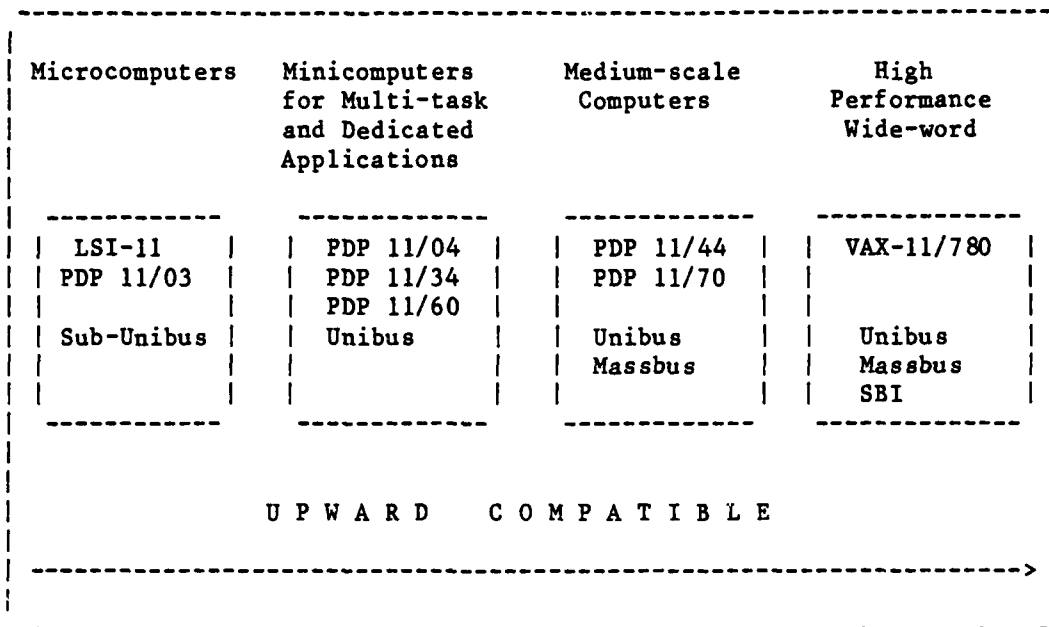 Microcomputers Minicomputers Medium-scale High
for Multi-task Computers Performance
and Dedicated Wide-word
Applications
LSI-11 PDP 11/04 PDP 11/44 VAX-11/780
PDP 11/03 PDP 11/34 PDP 11/70
PDP 11/60
Sub-Unibus Unibus Unibus Unibus
Massbus Massbus
SBI
UPWARD COMPATIBLE